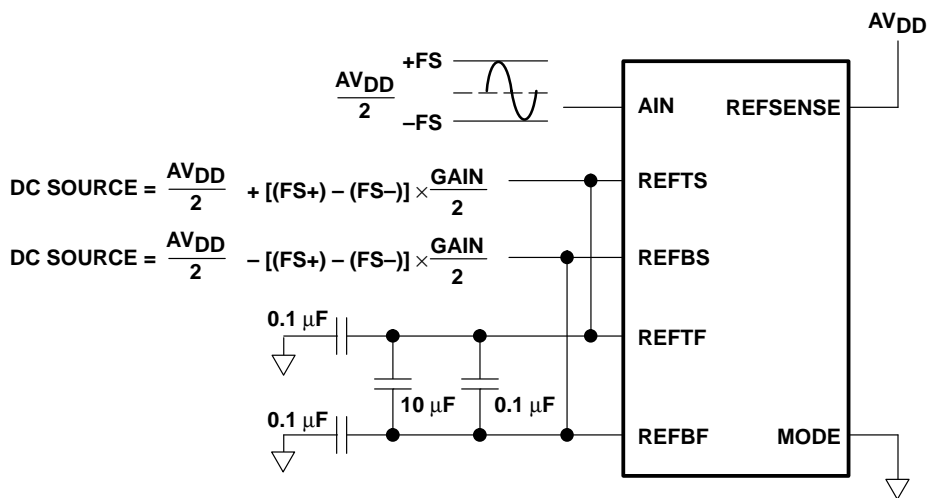 AVDD
+FS
AVDD
2
–FS
AIN
REFSENSE
DC SOURCE = AVDD/2 + [(FS+) – (FS–)] × GAIN/2
REFTS
DC SOURCE = AVDD/2 – [(FS+) – (FS–)] × GAIN/2
REFBS
0.1 μF
REFTF
10 μF
0.1 μF
0.1 μF
REFBF
MODE